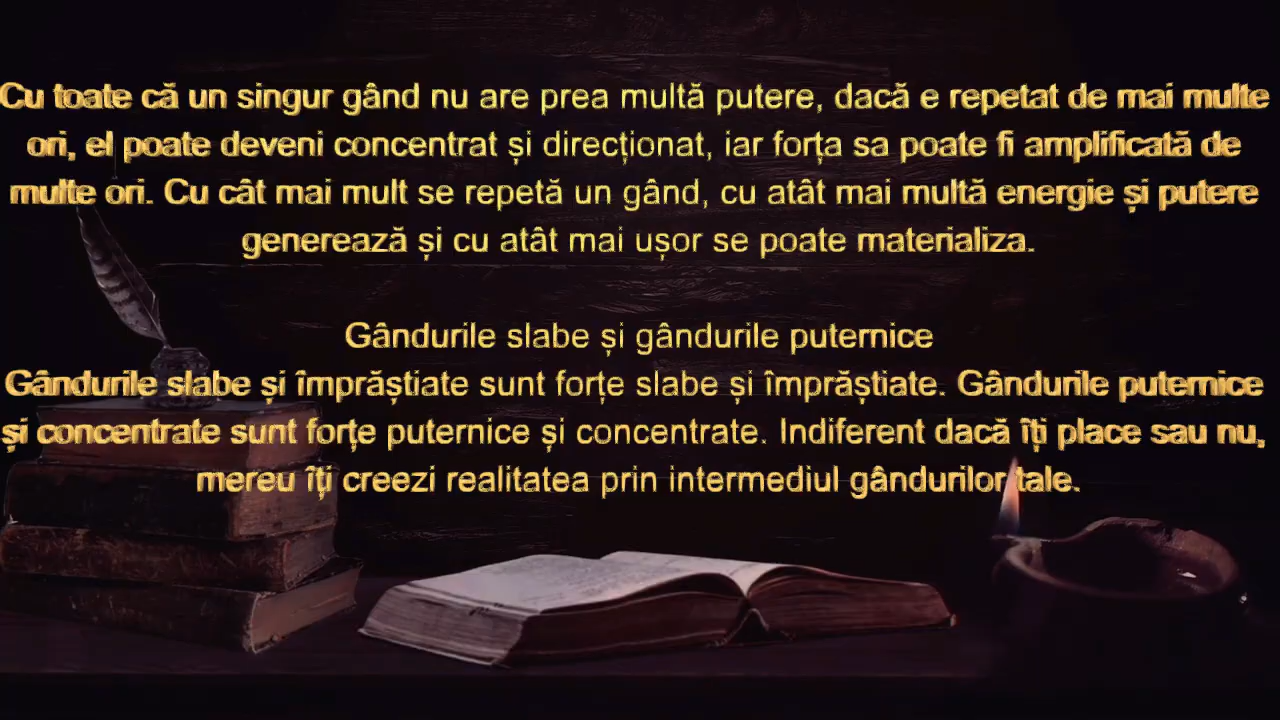 Cu toate că un singur gând nu are prea multă putere, dacă e repetat de mai multe
ori, el poate deveni concentrat și direcționat, iar forța sa poate fi amplificată de
multe ori. Cu cât mai mult se repetă un gând, cu atât mai multă energie și putere
generează și cu atât mai ușor se poate materializa.
Gândurile slabe și gândurile puternice
Gândurile slabe și împrăștiate sunt forțe slabe și împrăștiate. Gândurile puternice
și concentrate sunt forțe puternice și concentrate. Indiferent dacă îți place sau nu,
mereu îți creezi realitatea prin intermediul gândurilor tale.